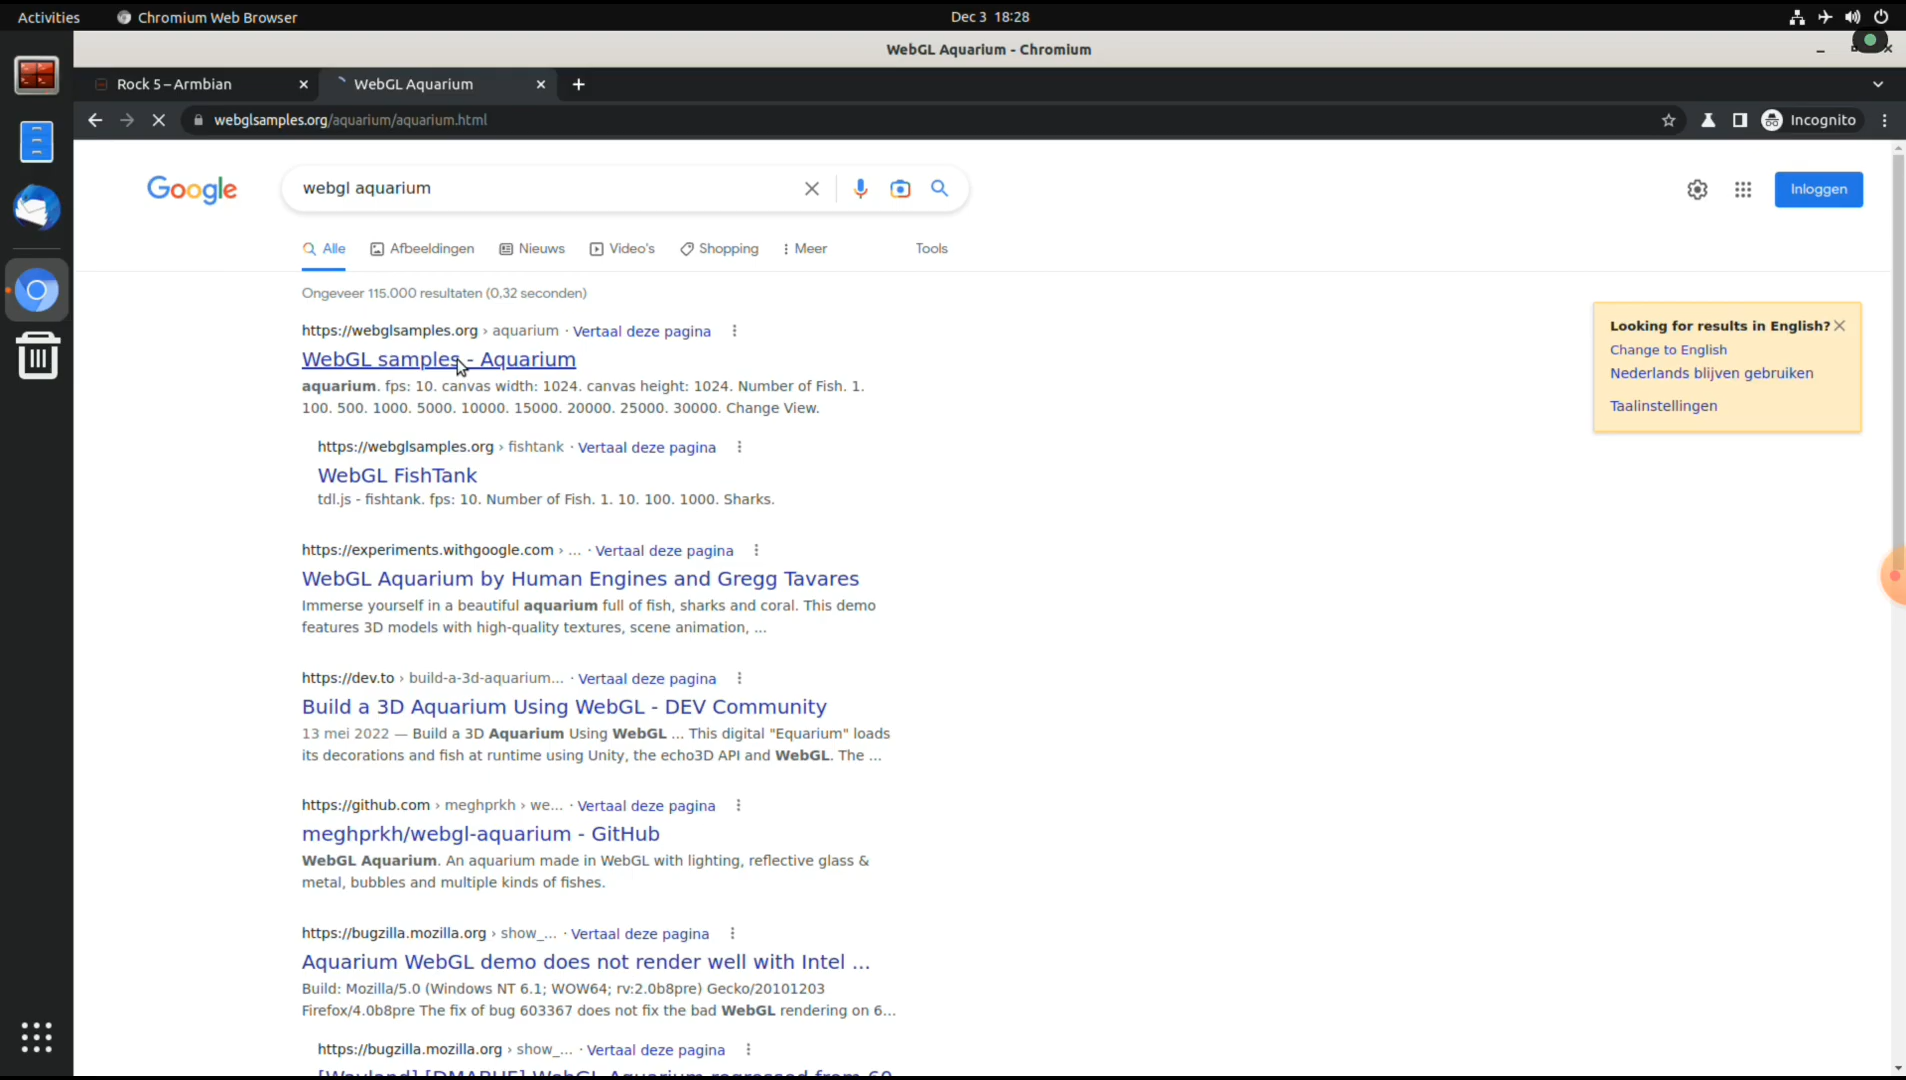 Activities Chromium Web Browser Dec 3 18:28
WebGL Aquarium - Chromium
Rock 5 – Armbian WebGL Aquarium
webglsamples.org/aquarium/aquarium.html Incognito
Google webgl aquarium Inloggen
Alle Afbeeldingen Nieuws Video's Shopping Meer Tools
Ongeveer 115.000 resultaten (0,32 seconden)
https://webglsamples.org › aquarium · Vertaal deze pagina
WebGL samples - Aquarium
aquarium. fps: 10. canvas width: 1024. canvas height: 1024. Number of Fish. 1.
100. 500. 1000. 5000. 10000. 15000. 20000. 25000. 30000. Change View.
https://webglsamples.org › fishtank · Vertaal deze pagina
WebGL FishTank
tdl.js - fishtank. fps: 10. Number of Fish. 1. 10. 100. 1000. Sharks.
https://experiments.withgoogle.com › ... · Vertaal deze pagina
WebGL Aquarium by Human Engines and Gregg Tavares
Immerse yourself in a beautiful aquarium full of fish, sharks and coral. This demo
features 3D models with high-quality textures, scene animation, ...
https://dev.to › build-a-3d-aquarium... · Vertaal deze pagina
Build a 3D Aquarium Using WebGL - DEV Community
13 mei 2022 — Build a 3D Aquarium Using WebGL ... This digital "Equarium" loads
its decorations and fish at runtime using Unity, the echo3D API and WebGL. The ...
https://github.com › meghprkh › we... · Vertaal deze pagina
meghprkh/webgl-aquarium - GitHub
WebGL Aquarium. An aquarium made in WebGL with lighting, reflective glass &
metal, bubbles and multiple kinds of fishes.
https://bugzilla.mozilla.org › show_... · Vertaal deze pagina
Aquarium WebGL demo does not render well with Intel ...
Build: Mozilla/5.0 (Windows NT 6.1; WOW64; rv:2.0b8pre) Gecko/20101203
Firefox/4.0b8pre The fix of bug 603367 does not fix the bad WebGL rendering on 6...
https://bugzilla.mozilla.org › show_... · Vertaal deze pagina
[Wayland] [DMABUF] WebGL Aquarium regressed from 60
Looking for results in English?
Change to English
Nederlands blijven gebruiken
Taalinstellingen